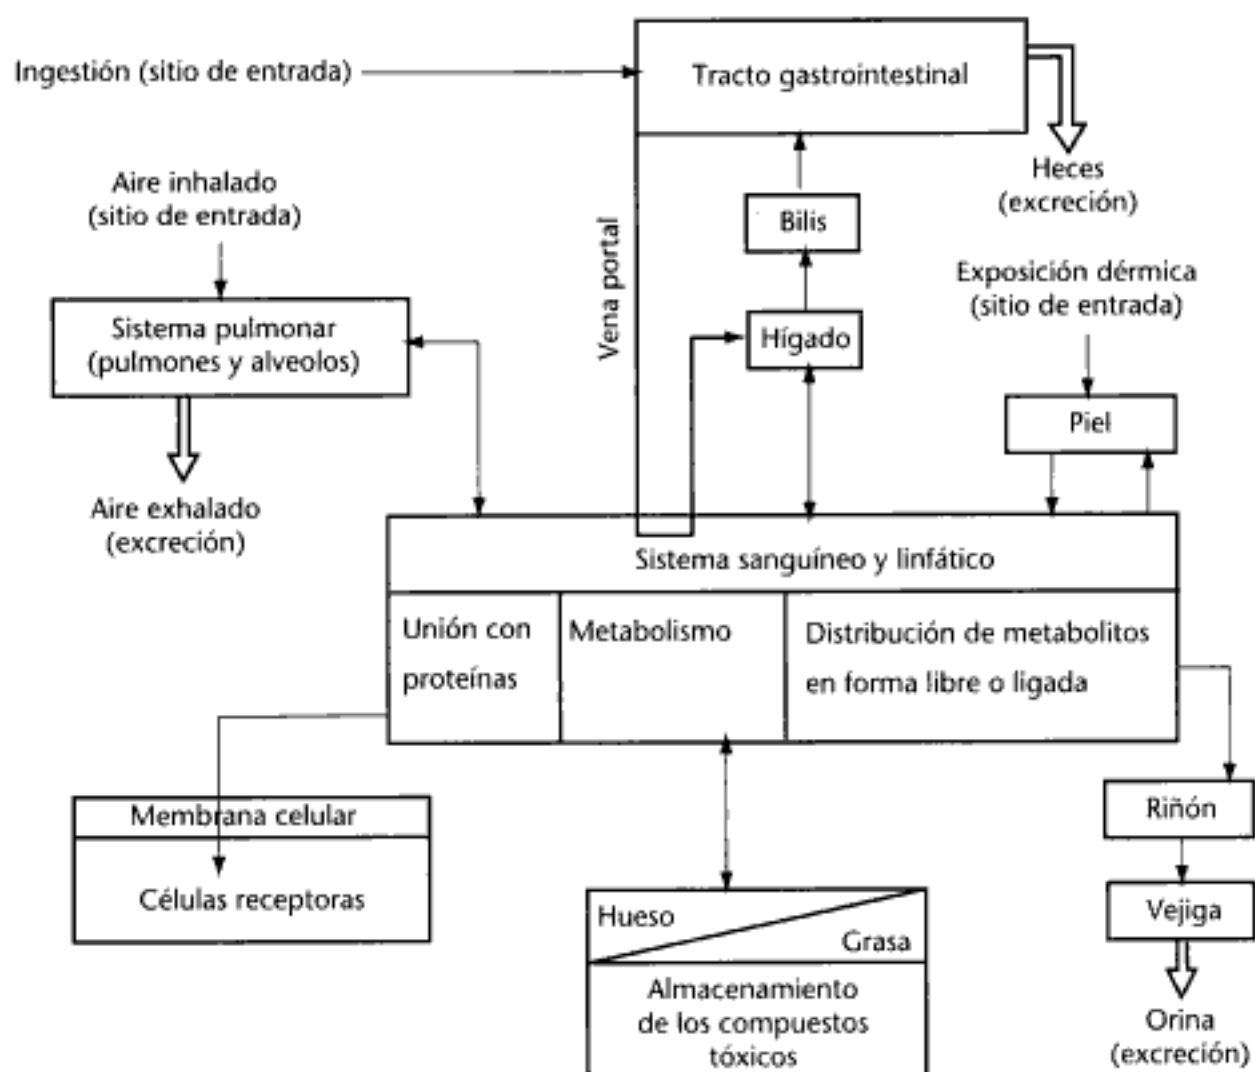 Ingestión (sitio de entrada)
Tracto gastrointestinal
Heces
(excreción)
Aire inhalado
(sitio de entrada)
Bilis
Vena portal
Exposición dérmica
(sitio de entrada)
Sistema pulmonar
(pulmones y alveolos)
Hígado
Piel
Aire exhalado
(excreción)
Sistema sanguíneo y linfático
Unión con
proteínas
Metabolismo
Distribución de metabolitos
en forma libre o ligada
Membrana celular
Células receptoras
Riñón
Vejiga
Hueso
Grasa
Almacenamiento
de los compuestos
tóxicos
Orina
(excreción)